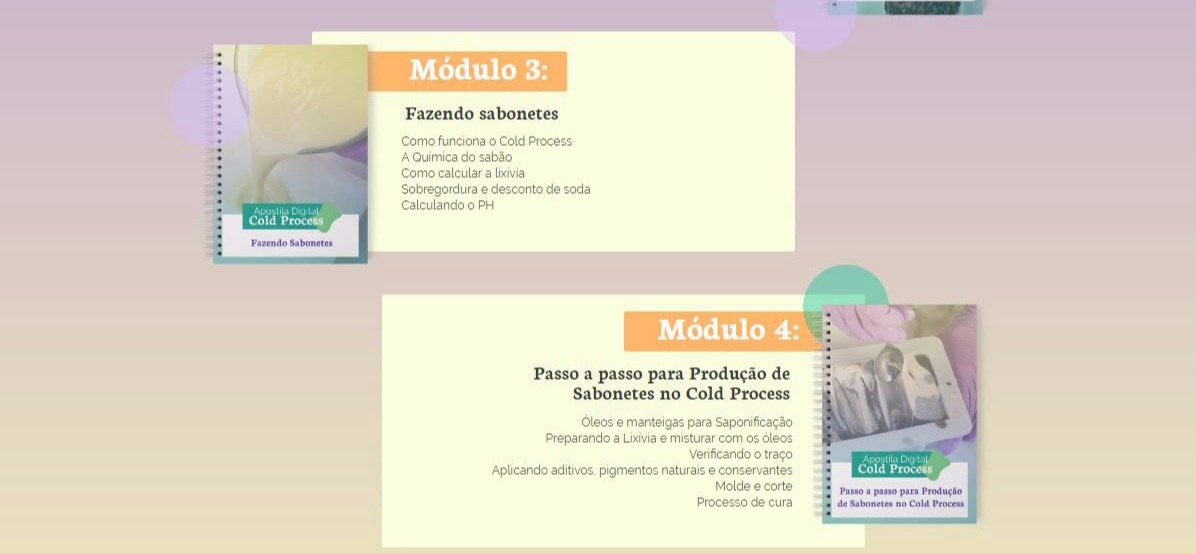 Módulo 3:
Fazendo sabonetes
Como funciona o Cold Process
A Química do sabão
Como calcular a lixívia
Sobregordura e desconto de soda
Calculando o PH
Apostila Digital
Cold Process
Fazendo Sabonetes
Módulo 4:
Passo a passo para Produção de
Sabonetes no Cold Process
Óleos e manteigas para Saponificação
Preparando a Lixívia e misturar com os óleos
Verificando o traço
Aplicando aditivos, pigmentos naturais e conservantes
Molde e corte
Processo de cura
Apostila Digital
Cold Process
Passo a passo para Produção
de Sabonetes no Cold Process